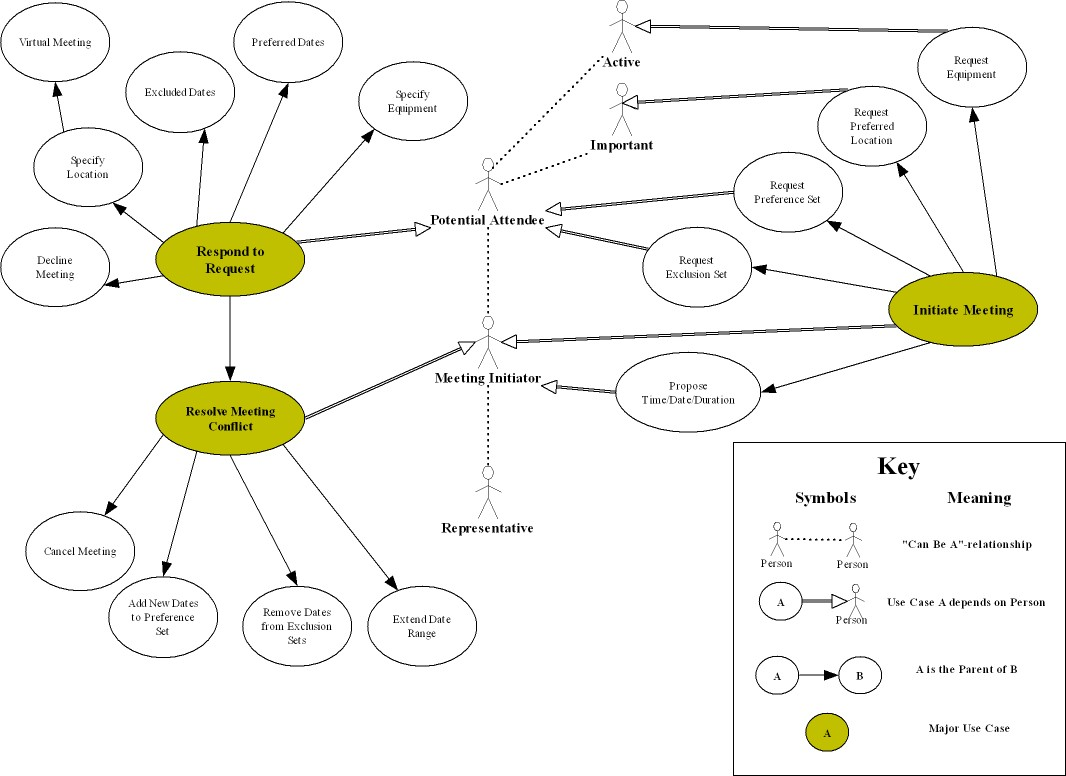 Virtual Meeting
Preferred Dates
Excluded Dates
Specify
Equipment
Specify
Location
Decline
Meeting
Respond to
Request
Active
Important
Potential Attendee
Request
Equipment
Request
Preferred
Location
Request
Preference Set
Request
Exclusion Set
Initiate Meeting
Meeting Initiator
Propose
Time/Date/Duration
Resolve Meeting
Conflict
Representative
Cancel Meeting
Add New Dates
to Preference
Set
Remove Dates
from Exclusion
Sets
Extend Date
Range
Key
Symbols Meaning
Person Person "Can Be A"-relationship
A Person Use Case A depends on Person
A B A is the Parent of B
A Major Use Case